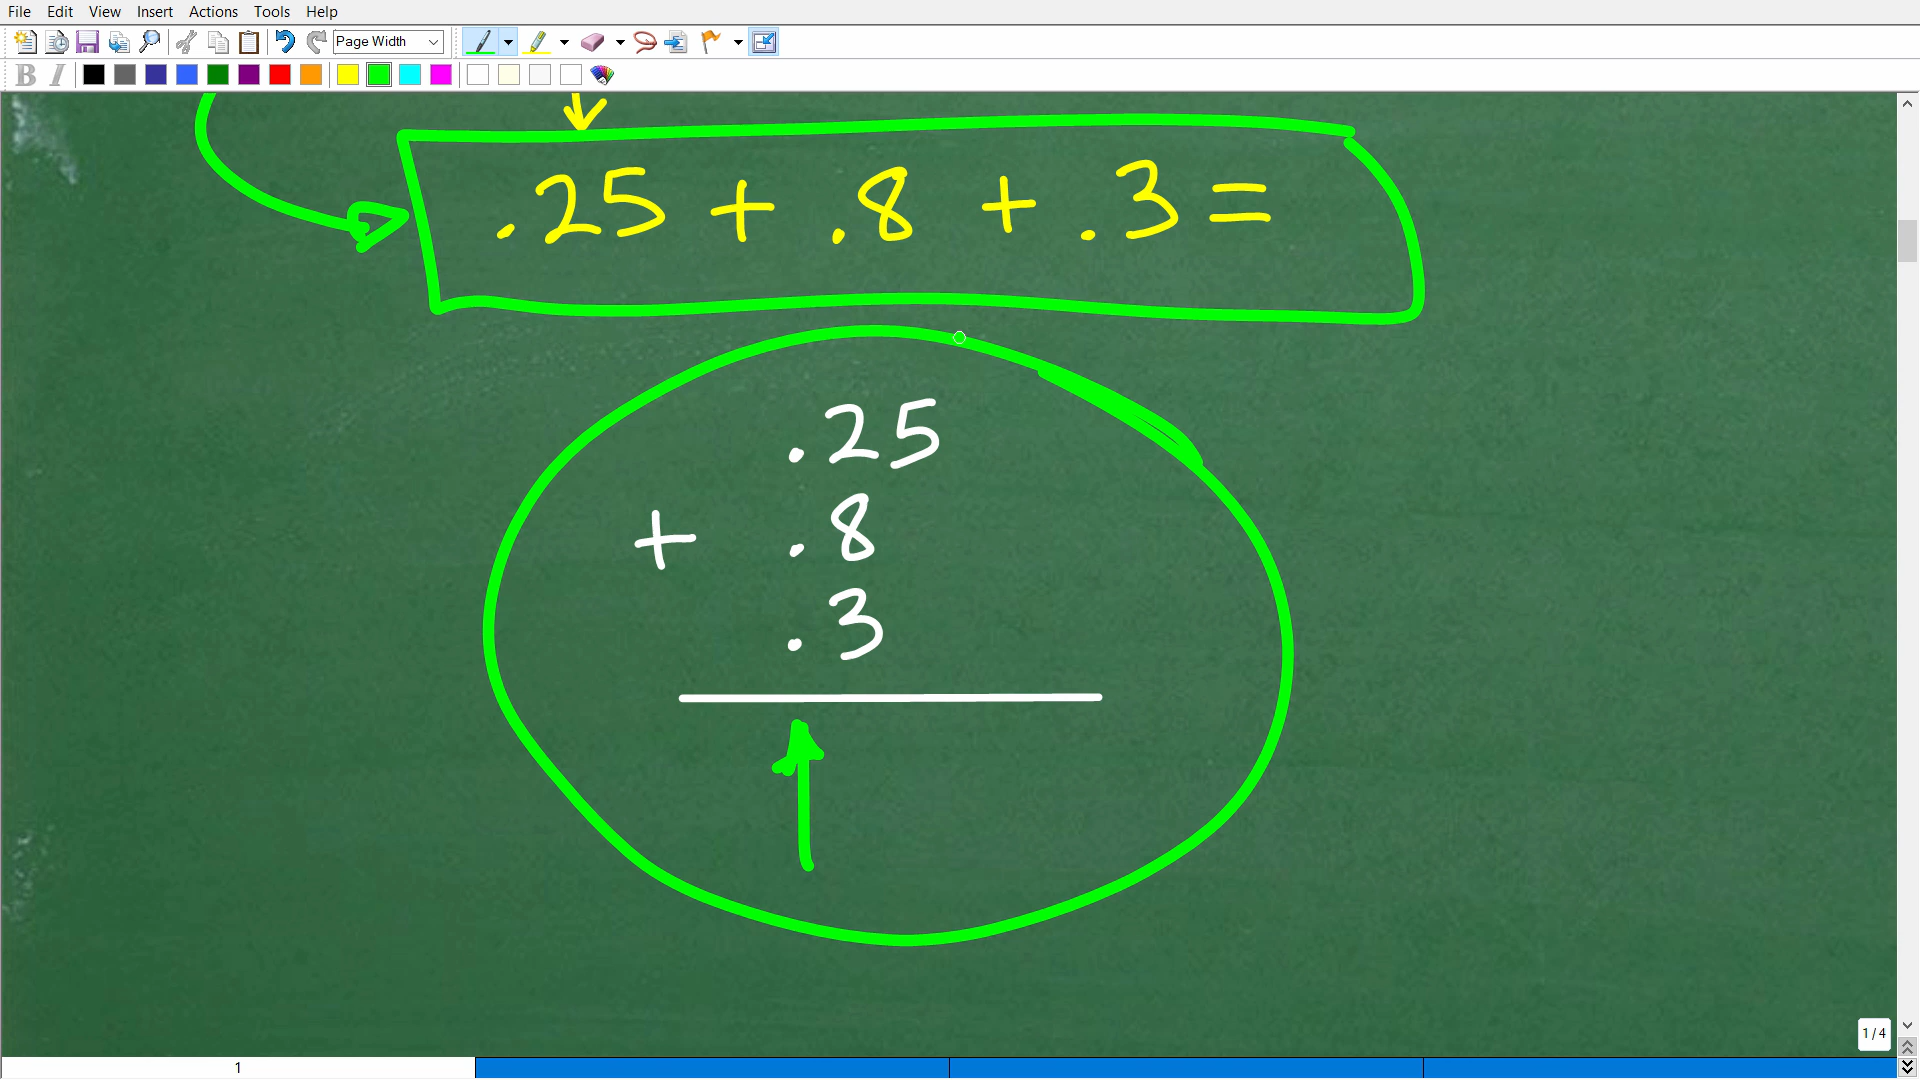 File Edit View Insert Actions Tools Help
Page Width
B I
.25 + .8 + .3 =
.25
+ .8
.3
1 / 4
1